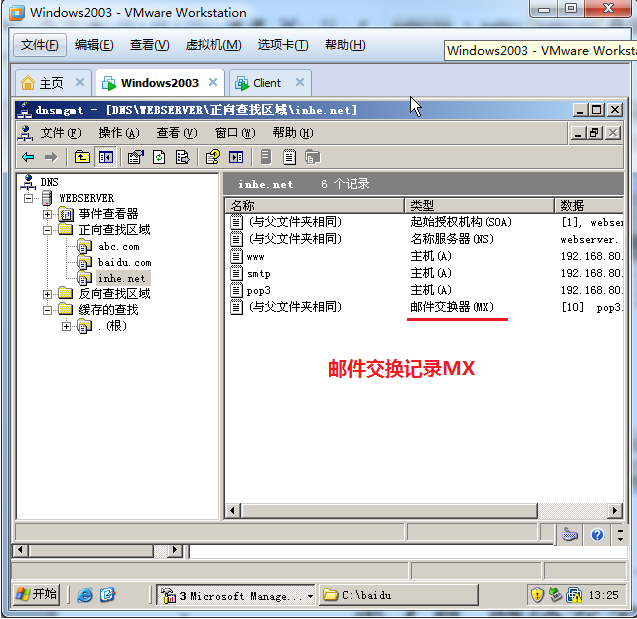 Windows2003 - VMware Workstation
文件(F) 编辑(E) 查看(V) 虚拟机(M) 选项卡(T) 帮助(H)
Windows2003 - VMware Worksta
主页 Windows2003 Client
dnsmgmt - [DNS\WEBSERVER\正向查找区域\inhe.net]
文件(F) 操作(A) 查看(V) 窗口(W) 帮助(H)
DNS
WEBSERVER
事件查看器
正向查找区域
abc.com
baidu.com
inhe.net
反向查找区域
缓存的查找
.(根)
inhe.net 6 个记录
名称 类型 数据
(与父文件夹相同) 起始授权机构(SOA) [1], webser
(与父文件夹相同) 名称服务器(NS) webserver.
www 主机(A) 192.168.80.
smtp 主机(A) 192.168.80.
pop3 主机(A) 192.168.80.
(与父文件夹相同) 邮件交换器(MX) [10] pop3.
邮件交换记录MX
开始 3 Microsoft Manage... C:\baidu 13:25